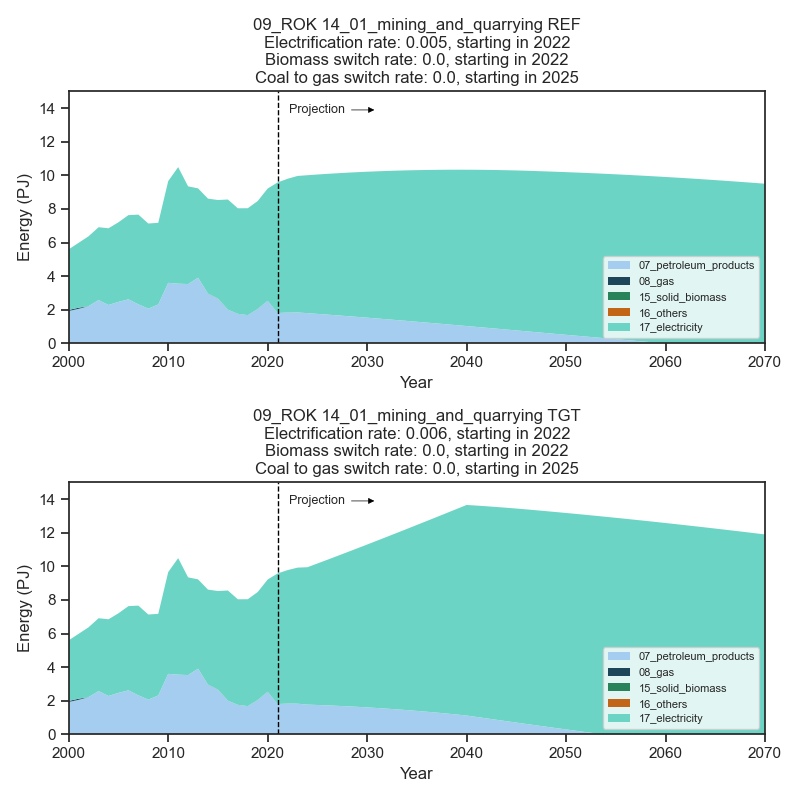 09_ROK 14_01_mining_and_quarrying REF
Electrification rate: 0.005, starting in 2022
Biomass switch rate: 0.0, starting in 2022
Coal to gas switch rate: 0.0, starting in 2025
Projection
14
12
10
8
6
4
2
0
Energy (PJ)
07_petroleum_products
08_gas
15_solid_biomass
16_others
17_electricity
2000 2010 2020 2030 2040 2050 2060 2070
Year
09_ROK 14_01_mining_and_quarrying TGT
Electrification rate: 0.006, starting in 2022
Biomass switch rate: 0.0, starting in 2022
Coal to gas switch rate: 0.0, starting in 2025
Projection
14
12
10
8
6
4
2
0
Energy (PJ)
07_petroleum_products
08_gas
15_solid_biomass
16_others
17_electricity
2000 2010 2020 2030 2040 2050 2060 2070
Year